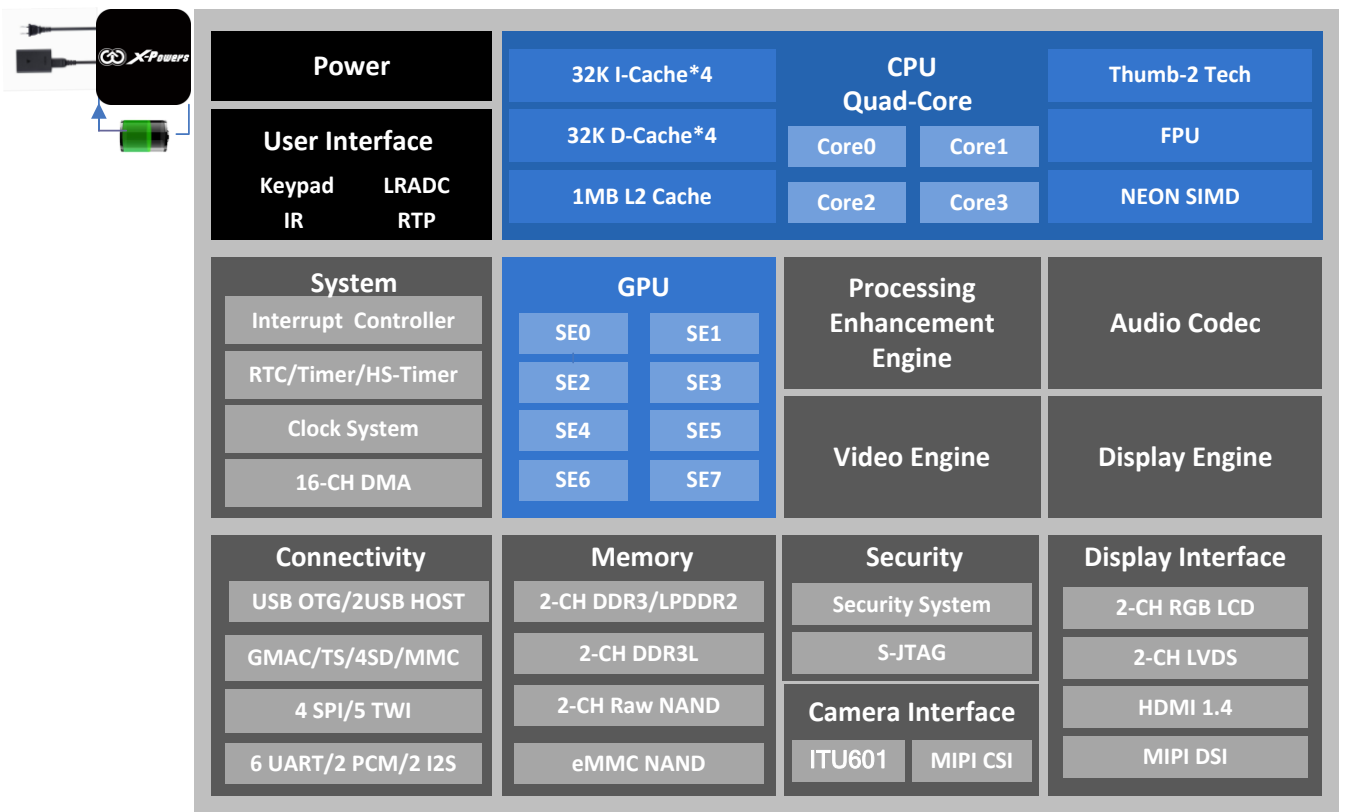 X-Powers
Power
User Interface
Keypad LRADC
IR RTP
32K I-Cache*4
32K D-Cache*4
1MB L2 Cache
CPU
Quad-Core
Core0 Core1
Core2 Core3
Thumb-2 Tech
FPU
NEON SIMD
System
Interrupt Controller
RTC/Timer/HS-Timer
Clock System
16-CH DMA
GPU
SE0 SE1
SE2 SE3
SE4 SE5
SE6 SE7
Processing
Enhancement
Engine
Audio Codec
Video Engine
Display Engine
Connectivity
USB OTG/2USB HOST
GMAC/TS/4SD/MMC
4 SPI/5 TWI
6 UART/2 PCM/2 I2S
Memory
2-CH DDR3/LPDDR2
2-CH DDR3L
2-CH Raw NAND
eMMC NAND
Security
Security System
S-JTAG
Camera Interface
ITU601 MIPI CSI
Display Interface
2-CH RGB LCD
2-CH LVDS
HDMI 1.4
MIPI DSI